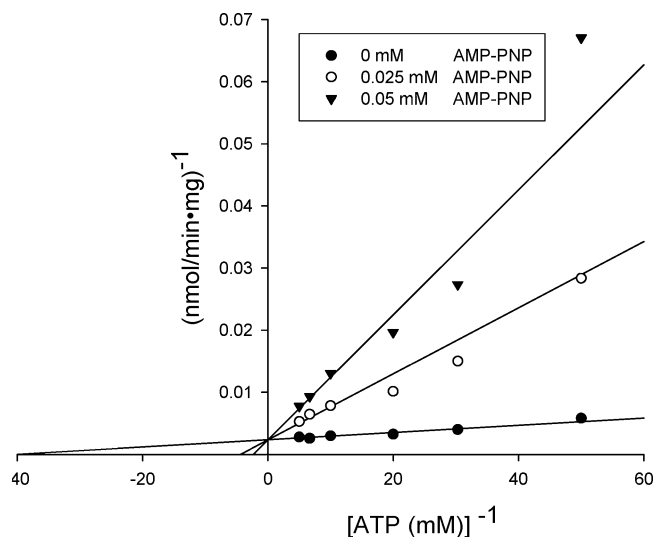 0.07
0.06
0.05
0.04
0.03
0.02
0.01
(nmol/min•mg)-1
0 mM AMP-PNP
0.025 mM AMP-PNP
0.05 mM AMP-PNP
40 -20 0 20 40 60
[ATP (mM)] -1